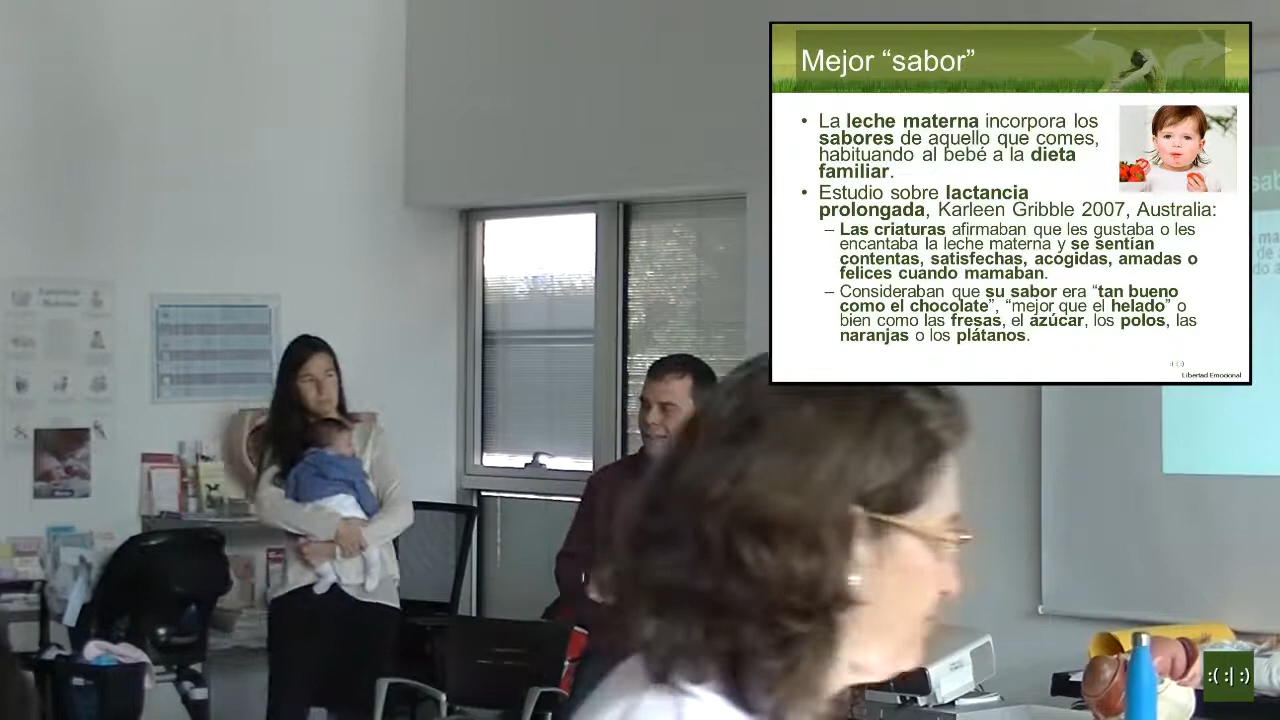 Mejor “sabor”
• La leche materna incorpora los
sabores de aquello que comes,
habituando al bebé a la dieta
familiar.
• Estudio sobre lactancia
prolongada, Karleen Gribble 2007, Australia:
– Las criaturas afirmaban que les gustaba o les
encantaba la leche materna y se sentían
contentas, satisfechas, acogidas, amadas o
felices cuando mamaban.
– Consideraban que su sabor era “tan bueno
como el chocolate”, “mejor que el helado” o
bien como las fresas, el azúcar, los polos, las
naranjas o los plátanos.
:(:|:)
Libertad Emocional
:( :| :)